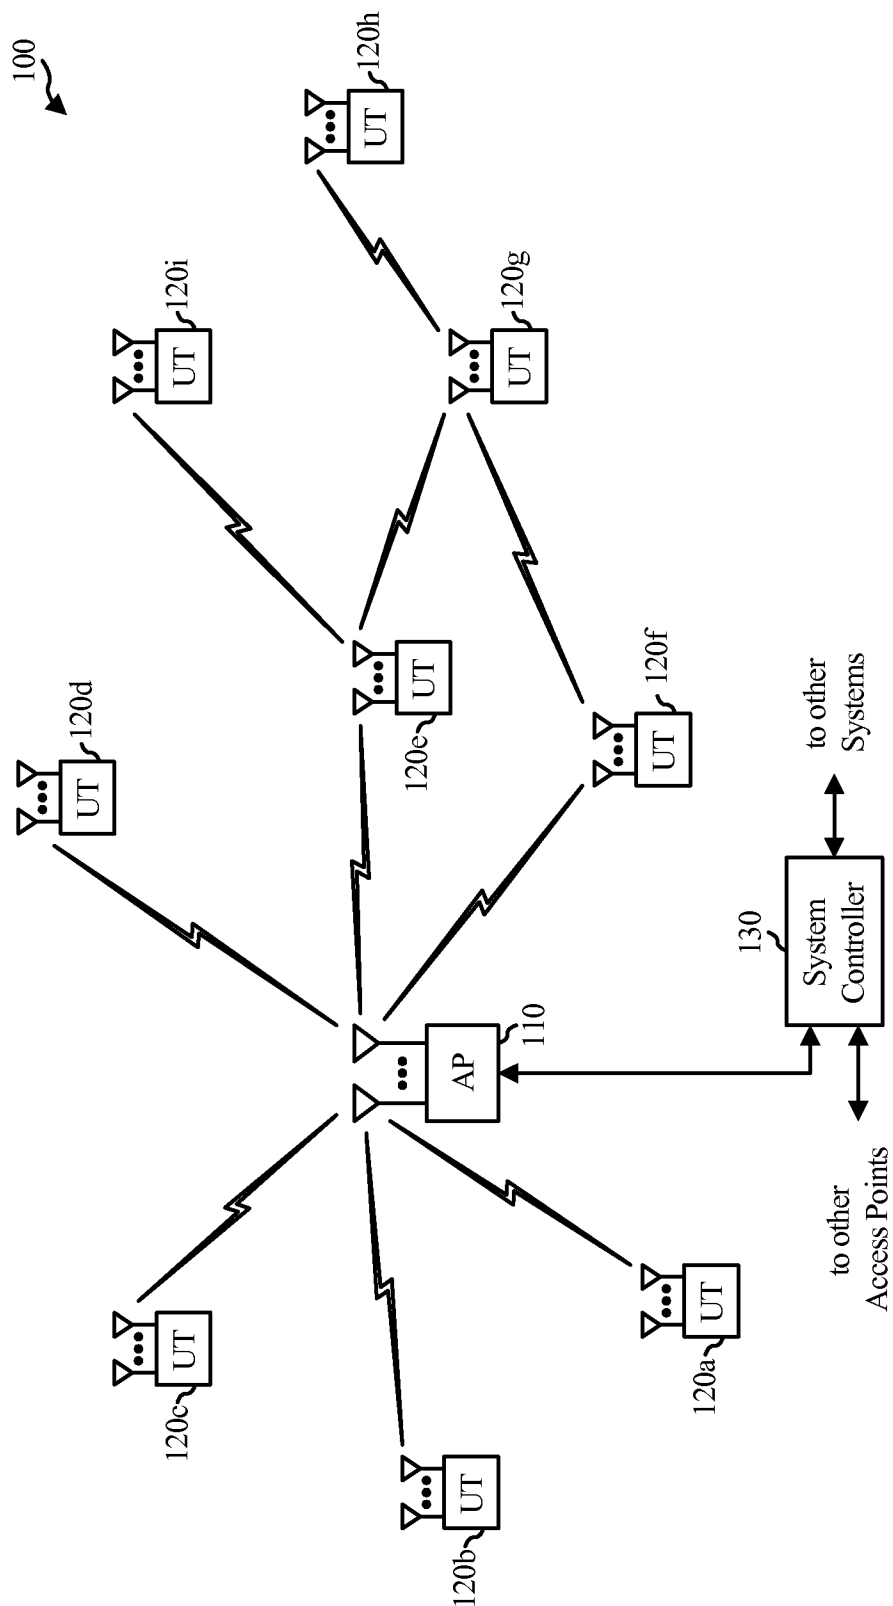 100
120d
UT
120i
UT
120h
UT
120c
UT
120e
UT
120g
UT
120b
UT
AP
110
120f
UT
120a
UT
130
System
Controller
to other
Systems
to other
Access Points